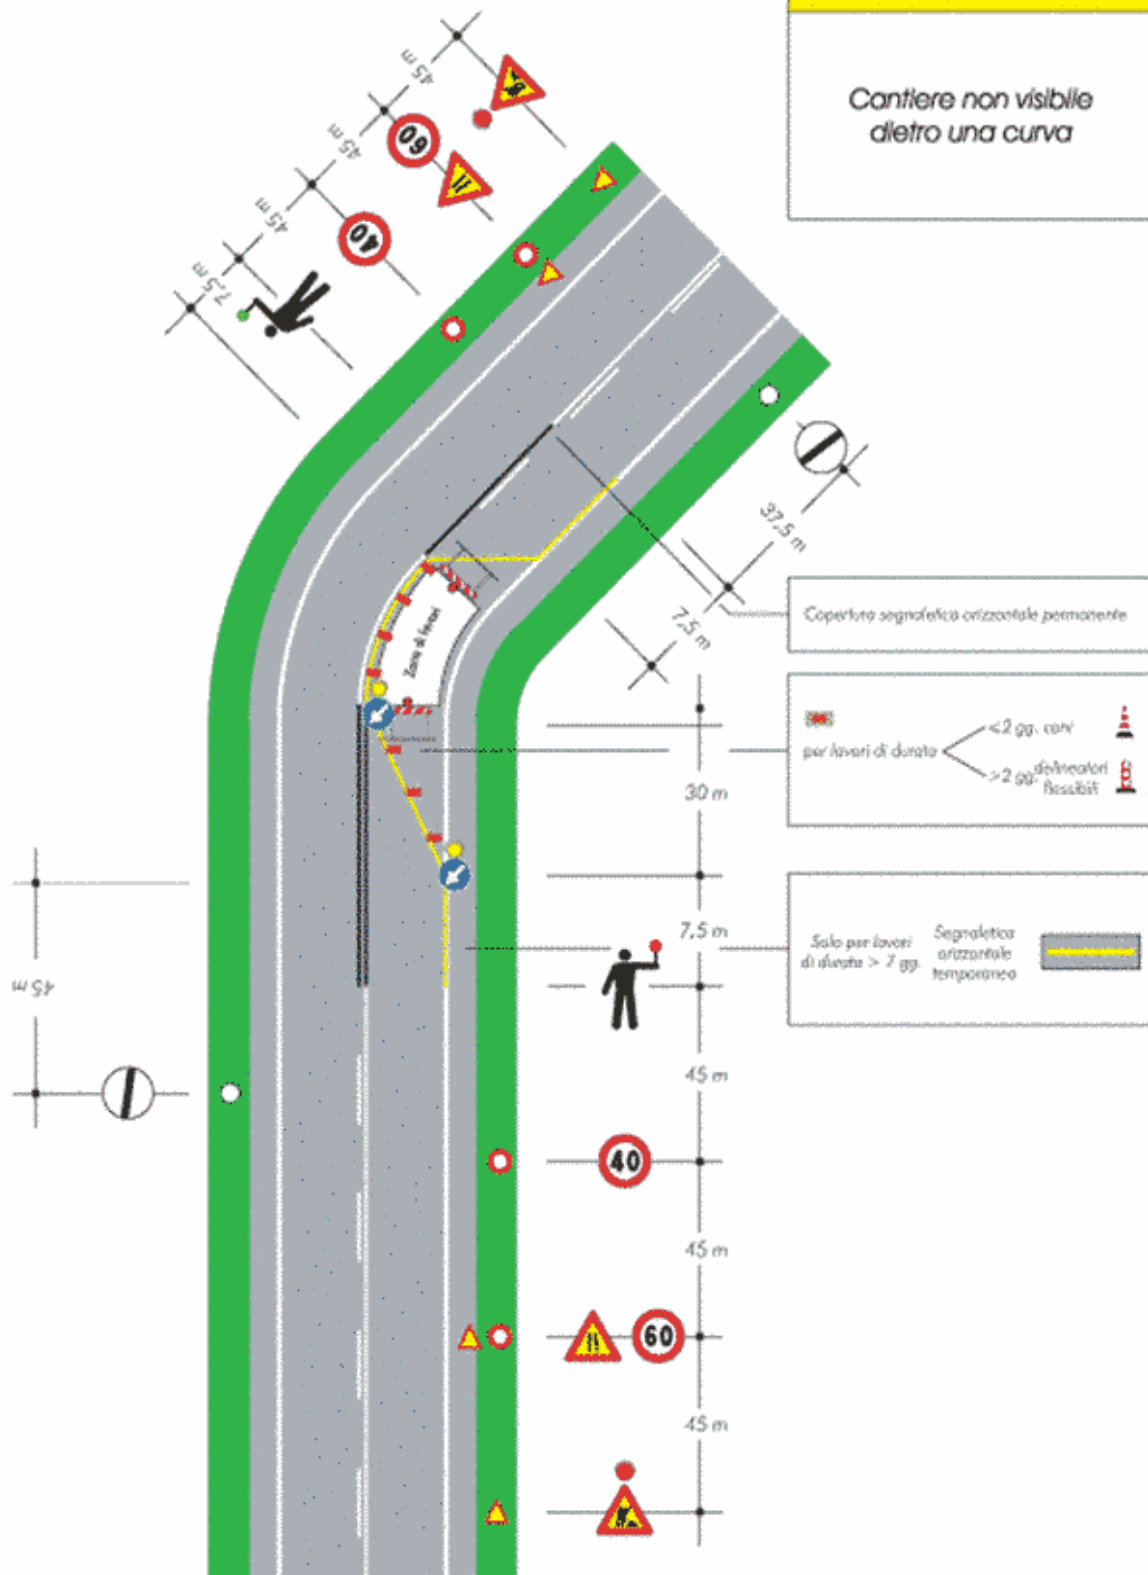 Cantiere non visibile
dietro una curva
45 m
60
45 m
40
45 m
7,5 m
37,5 m
7,5 m
Copertura segnaletica orizzontale permanente
Zona di lavori
per lavori di durata
<2 gg. coni
>2 gg. delineatori
flessibili
30 m
7,5 m
Solo per lavori
di durata > 7 gg.
Segnaletica
orizzontale
temporanea
45 m
45 m
40
45 m
60
45 m